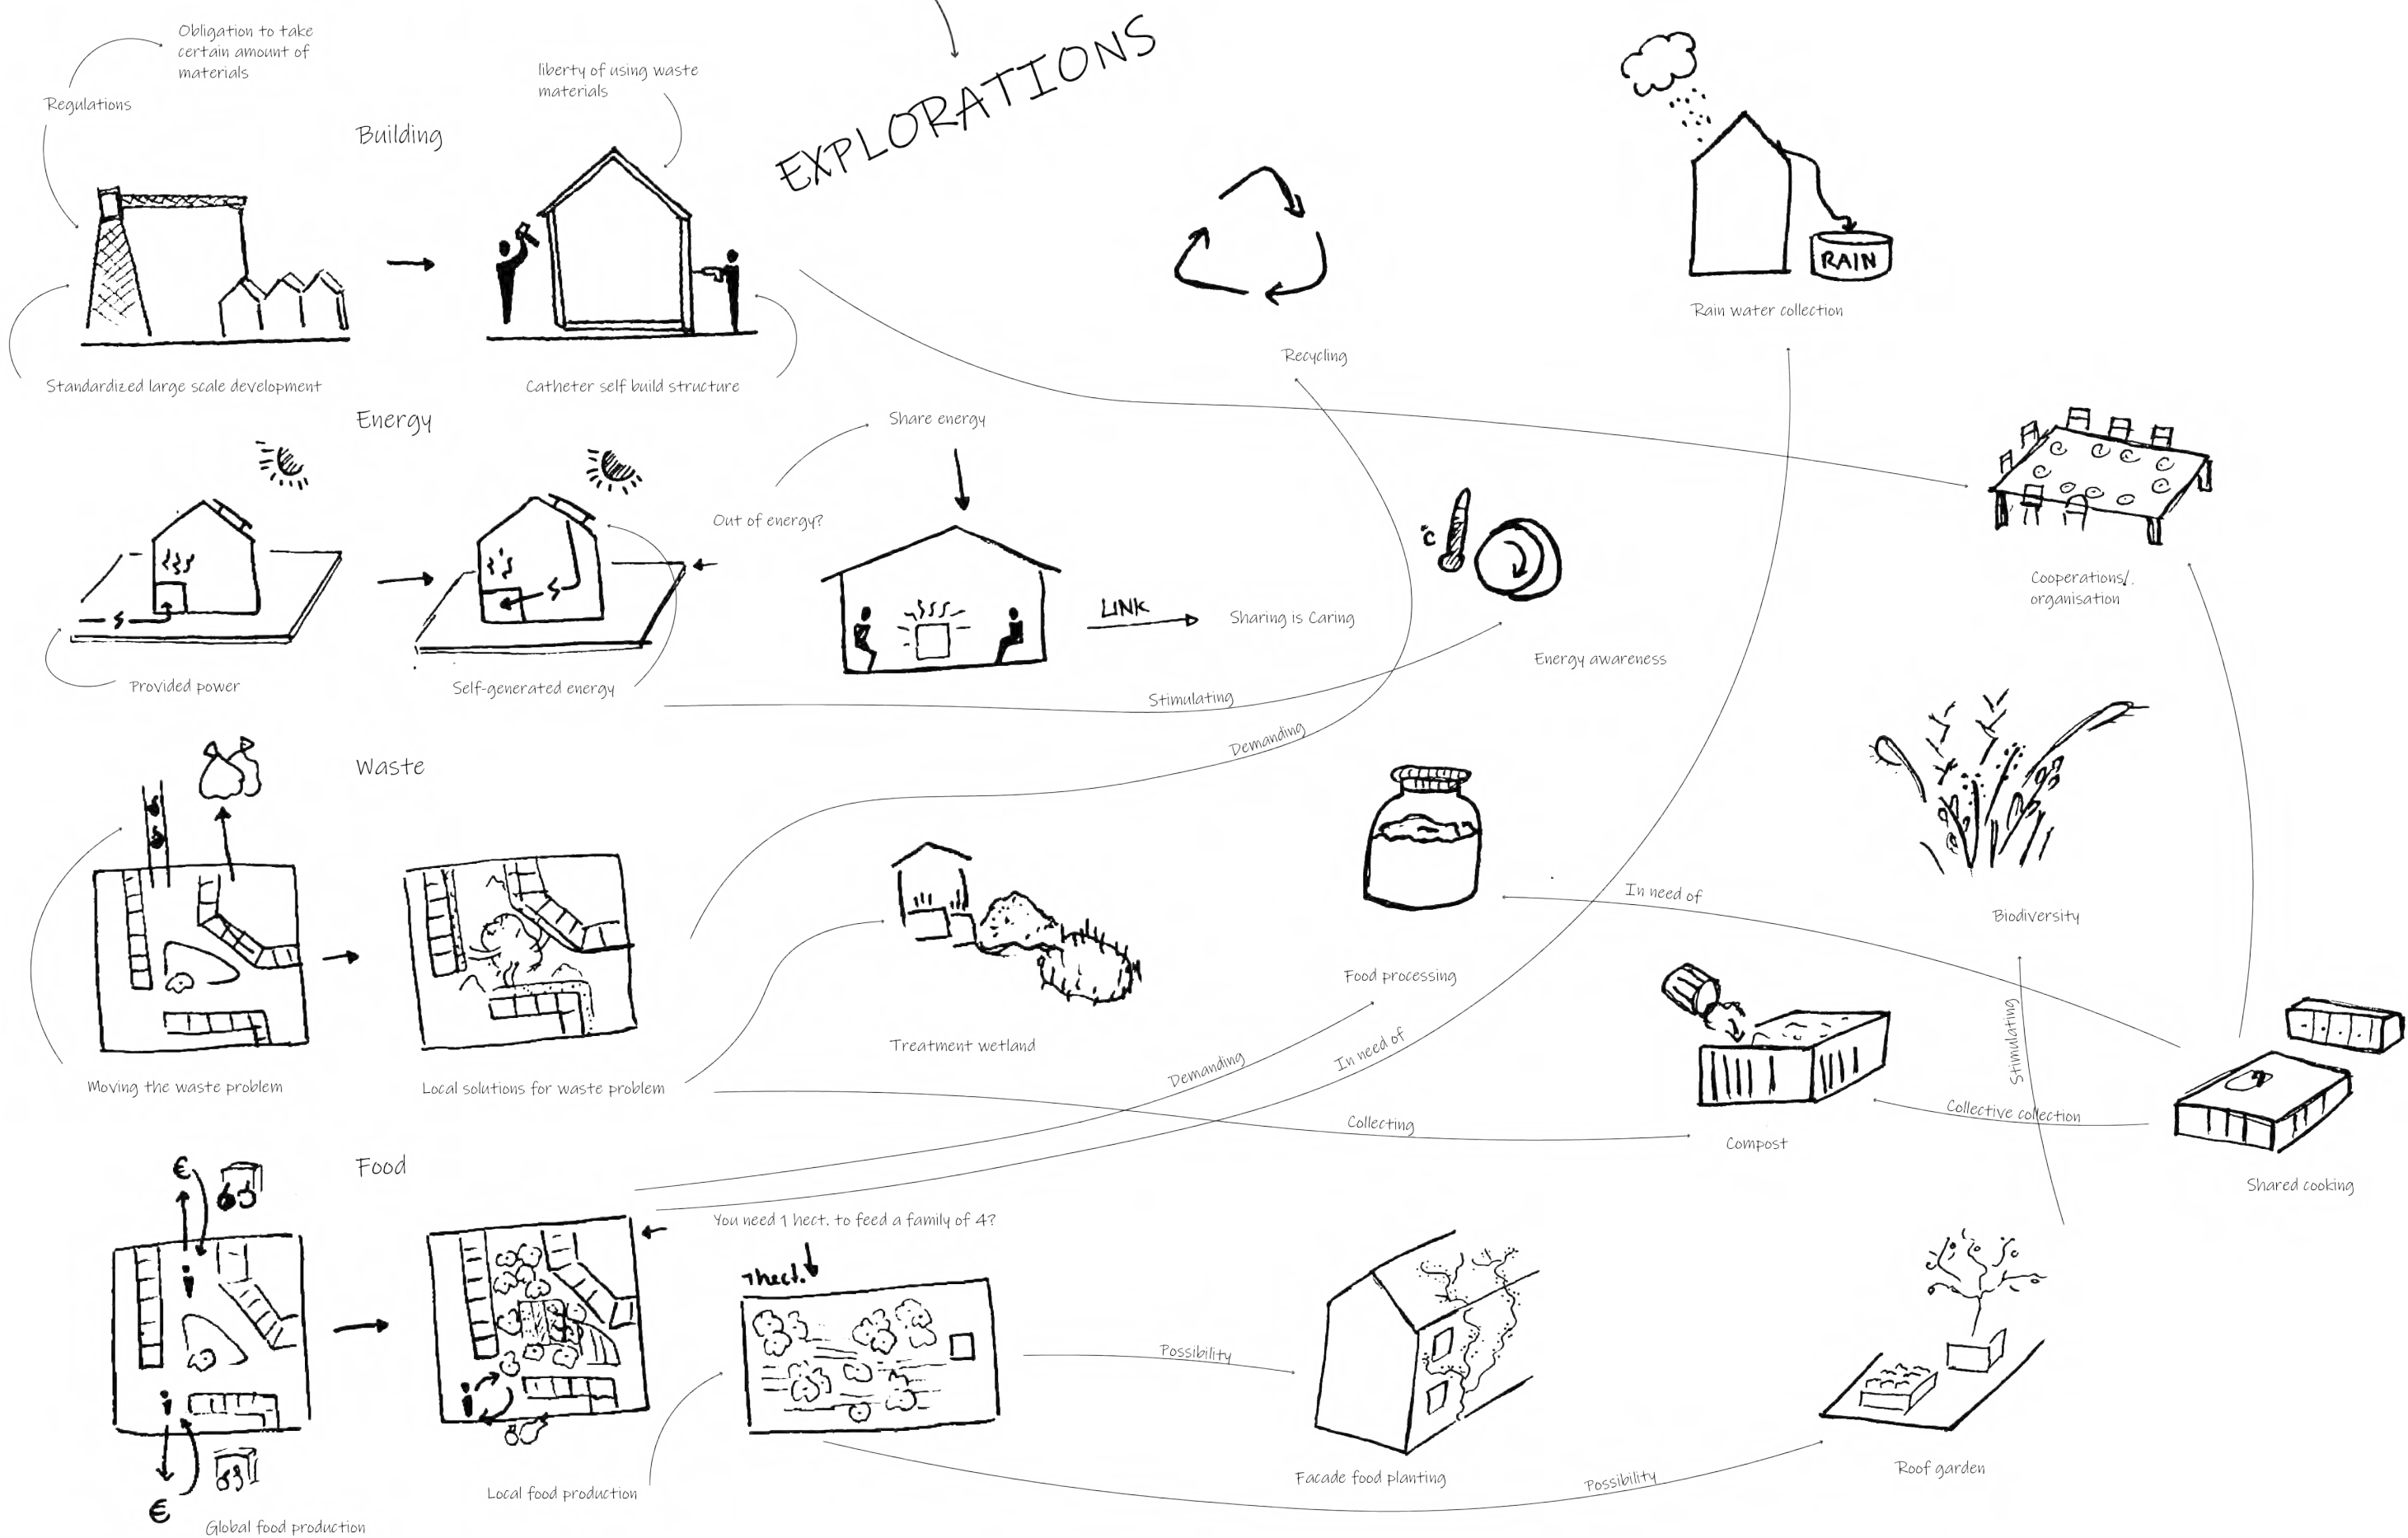 Obligation to take
certain amount of
materials
Regulations
Building
liberty of using waste
materials
EXPLORATIONS
RAIN
Rain water collection
Recycling
Standardized large scale development
Catheter self build structure
Energy
Share energy
Out of energy?
°C
LINK
Sharing is Caring
Cooperations/.
organisation
Energy awareness
Provided power
Self-generated energy
Stimulating
Demanding
Waste
In need of
Biodiversity
Food processing
Treatment wetland
Stimulating
Demanding
In need of
Moving the waste problem
Local solutions for waste problem
Collecting
Collective collection
Compost
Shared cooking
Food
€
You need 1 hect. to feed a family of 4?
1hect.
Possibility
Facade food planting
Possibility
Roof garden
Local food production
€
Global food production